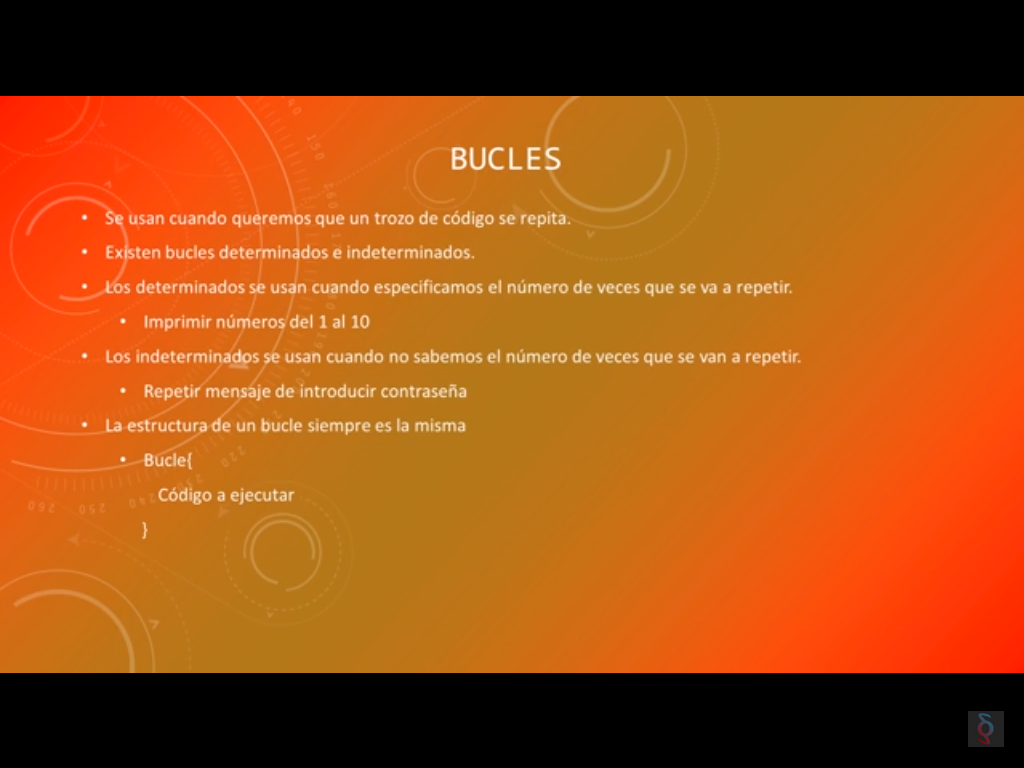 BUCLES
• Se usan cuando queremos que un trozo de código se repita.
• Existen bucles determinados e indeterminados.
• Los determinados se usan cuando especificamos el número de veces que se va a repetir.
• Imprimir números del 1 al 10
• Los indeterminados se usan cuando no sabemos el número de veces que se van a repetir.
• Repetir mensaje de introducir contraseña
• La estructura de un bucle siempre es la misma
• Bucle{
Código a ejecutar
}